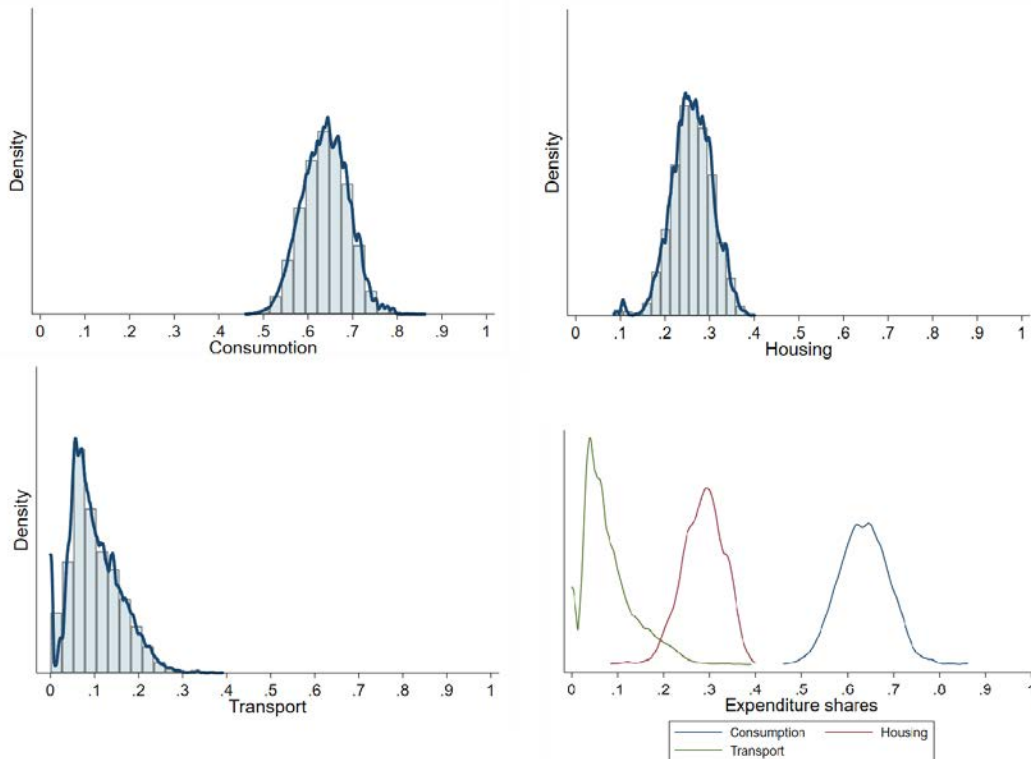 Density
0 .1 .2 .3 .4 .5 .6 .7 .8 .9 1
Consumption
Density
0 .1 .2 .3 .4 .5 .6 .7 .8 .9 1
Housing
Density
0 .1 .2 .3 .4 .5 .6 .7 .8 .9 1
Transport
0 .1 .2 .3 .4 .5 .6 .7 .0 .9 1
Expenditure shares
Consumption Housing
Transport